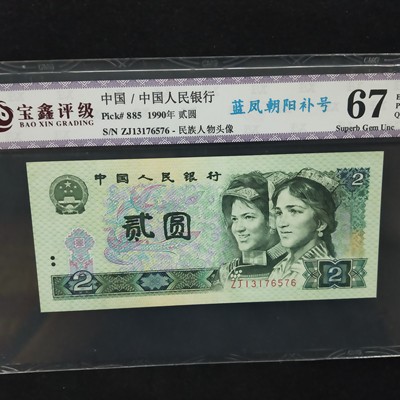 宝鑫评级
BAO XIN GRADING
中国 / 中国人民银行
Pick# 885 1990年 贰圆
S/N ZJ13176576 - 民族人物头像
蓝凤朝阳补号
67
E
P
Q
Superb Gem Unc
中国人民银行
2
贰圆
2
2
ZJ13176576